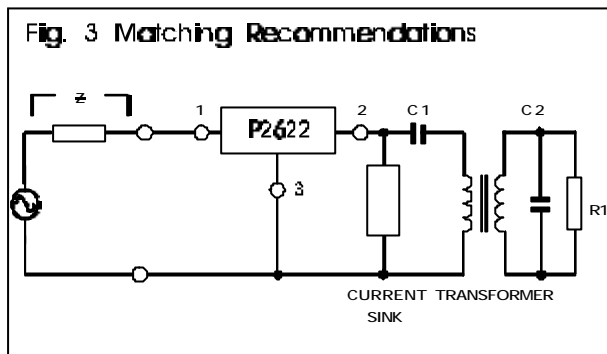 Fig. 3 Matching Recommendations
Z
1
P2622
2
C1
C2
3
R1
CURRENT TRANSFORMER
SINK